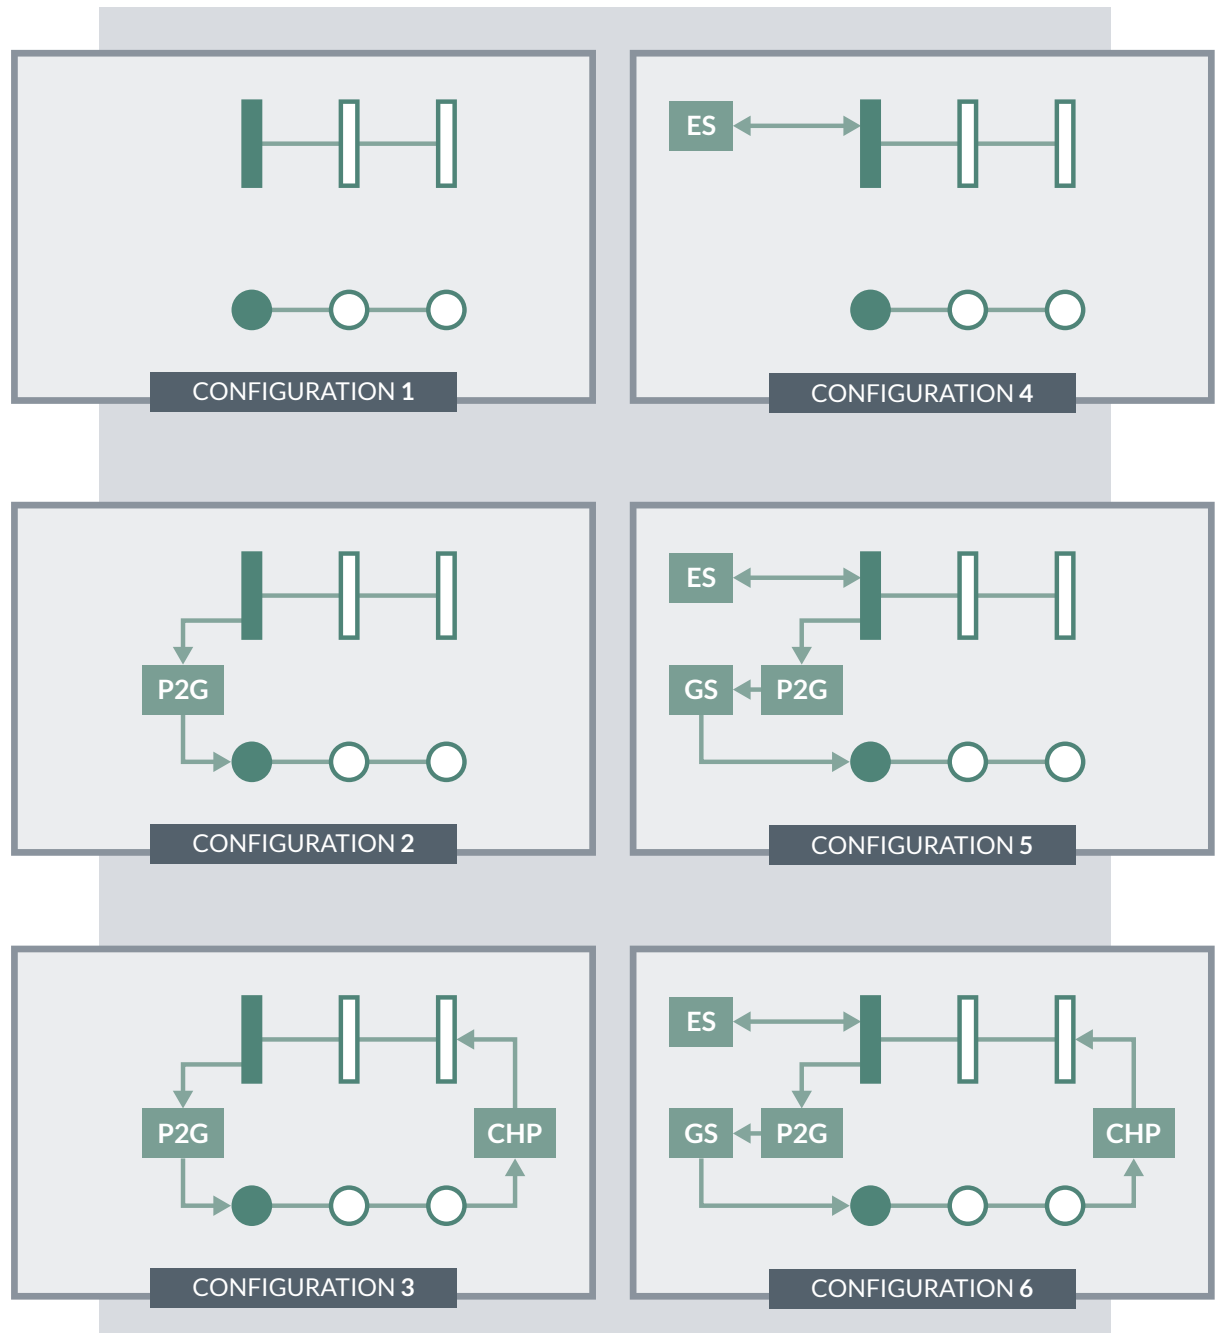 CONFIGURATION 1
ES
CONFIGURATION 4
P2G
CONFIGURATION 2
ES
GS
P2G
CONFIGURATION 5
P2G
CHP
CONFIGURATION 3
ES
GS
P2G
CHP
CONFIGURATION 6